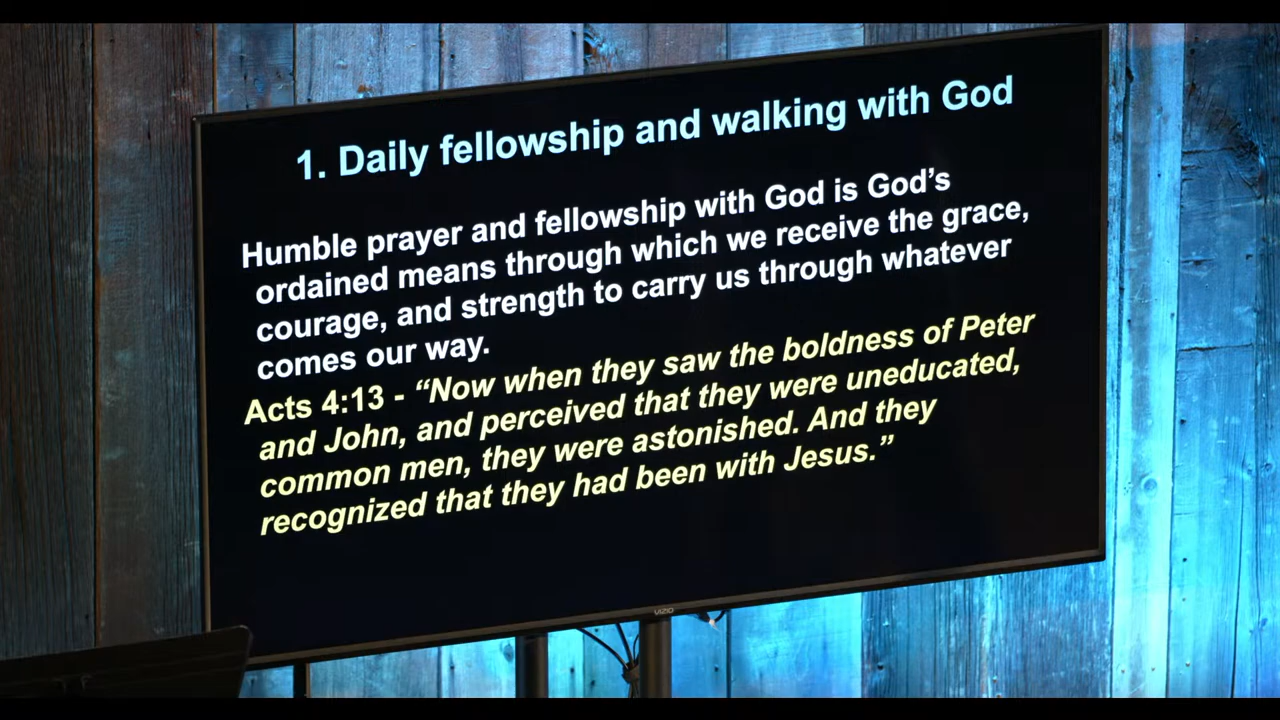 1. Daily fellowship and walking with God
Humble prayer and fellowship with God is God’s
ordained means through which we receive the grace,
courage, and strength to carry us through whatever
comes our way.
Acts 4:13 - “Now when they saw the boldness of Peter
and John, and perceived that they were uneducated,
common men, they were astonished. And they
recognized that they had been with Jesus.”
VIZIO